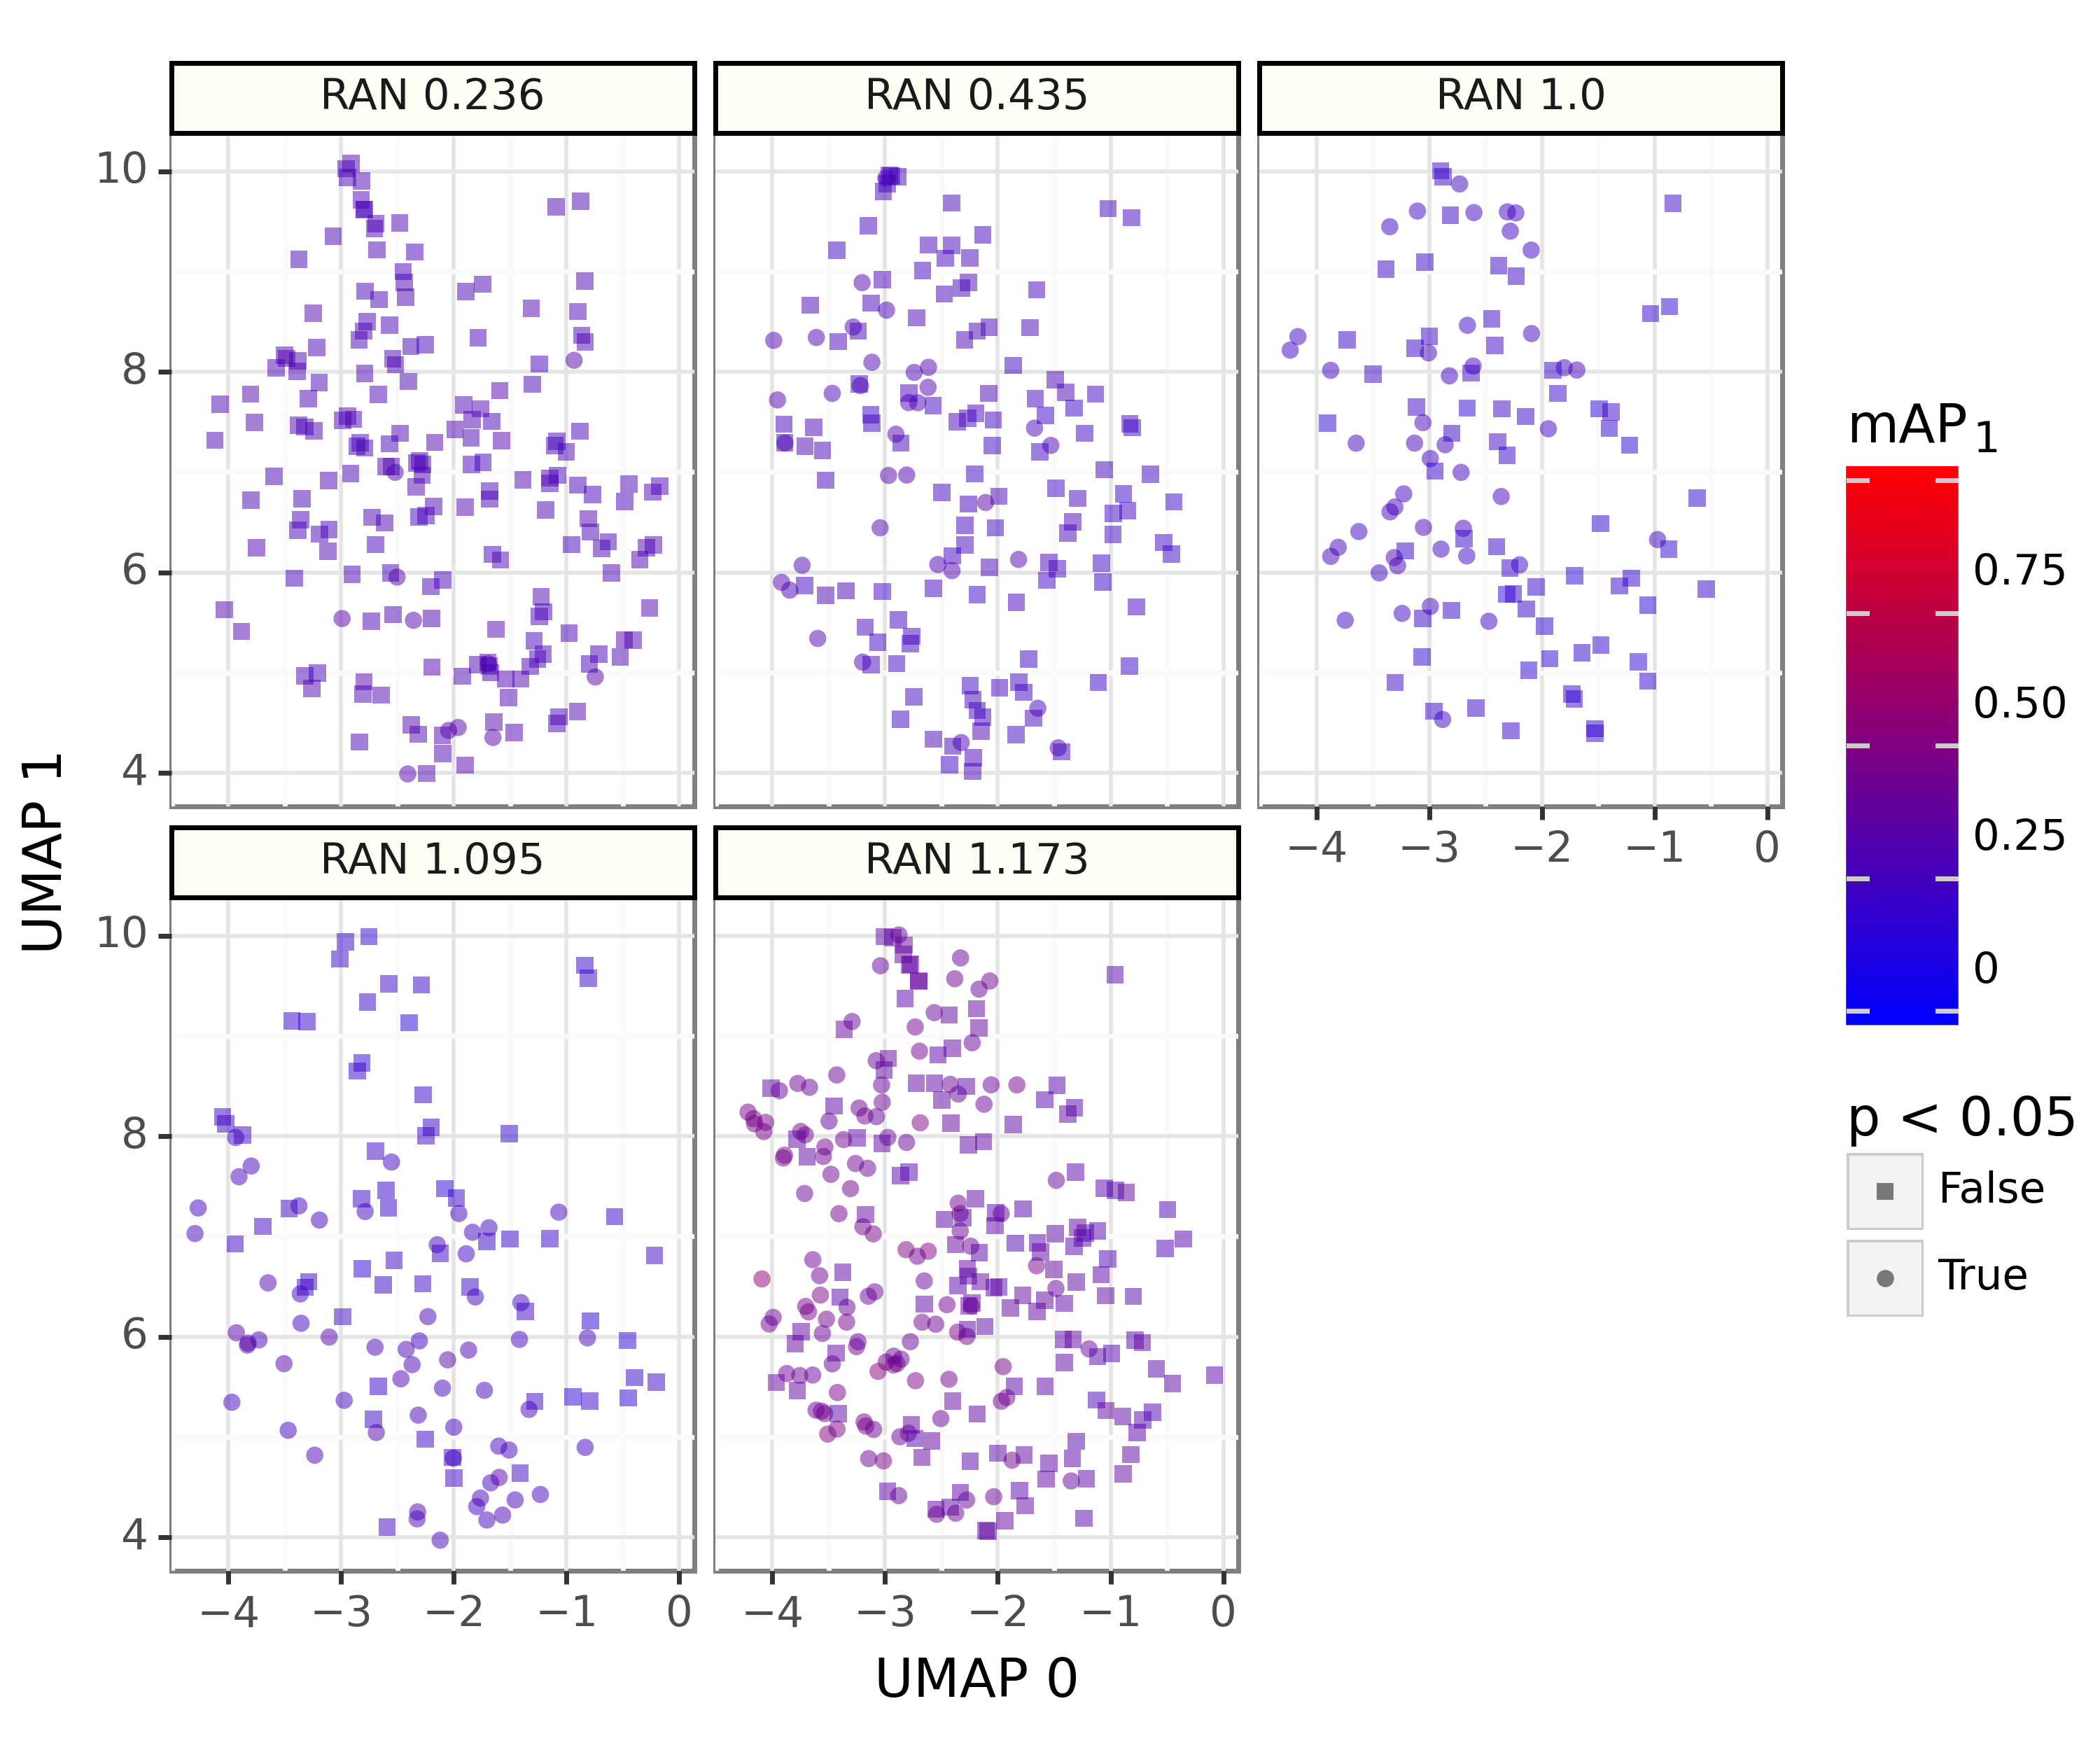 RAN 0.236
RAN 0.435
RAN 1.0
10
8
6
4
−4 −3 −2 −1 0
RAN 1.095
RAN 1.173
10
8
6
4
−4 −3 −2 −1 0
−4 −3 −2 −1 0
UMAP 1
UMAP 0
mAP
1
0.75
0.50
0.25
0
p < 0.05
False
True